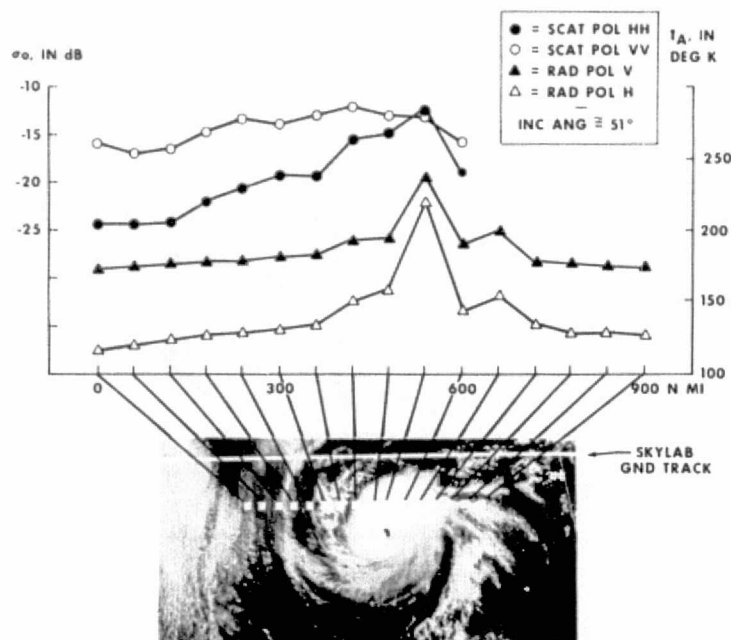 σo, IN dB
● = SCAT POL HH
○ = SCAT POL VV
▲ = RAD POL V
△ = RAD POL H
INC ANG ≅ 51°
tA, IN
DEG K
-10
-15
-20
-25
250
200
150
100
0
300
600
900 N MI
SKYLAB
GND TRACK